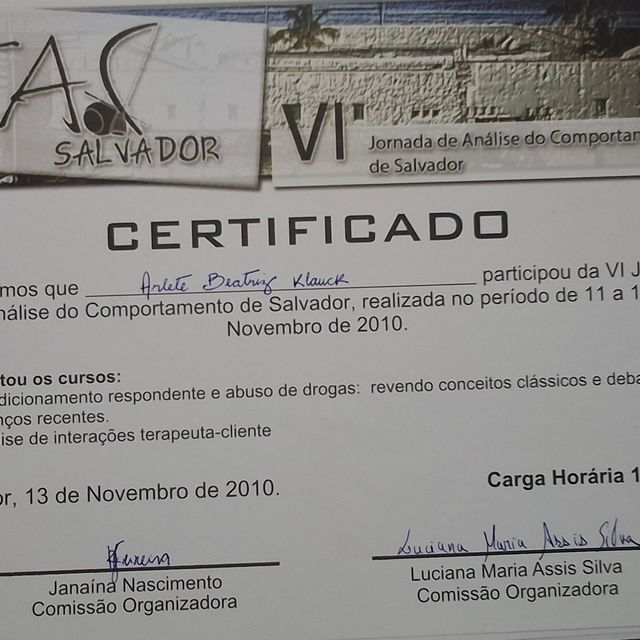 SALVADOR
VI Jornada de Análise do Comportam
de Salvador
CERTIFICADO
mos que Arlete Beatriz Klauck participou da VI J
nálise do Comportamento de Salvador, realizada no período de 11 a 1
Novembro de 2010.
tou os cursos:
dicionamento respondente e abuso de drogas: revendo conceitos clássicos e deba
nços recentes.
ise de interações terapeuta-cliente
Carga Horária 1
or, 13 de Novembro de 2010.
Luciana Maria Assis Silva
Janaína Nascimento
Comissão Organizadora
Luciana Maria Assis Silva
Comissão Organizadora